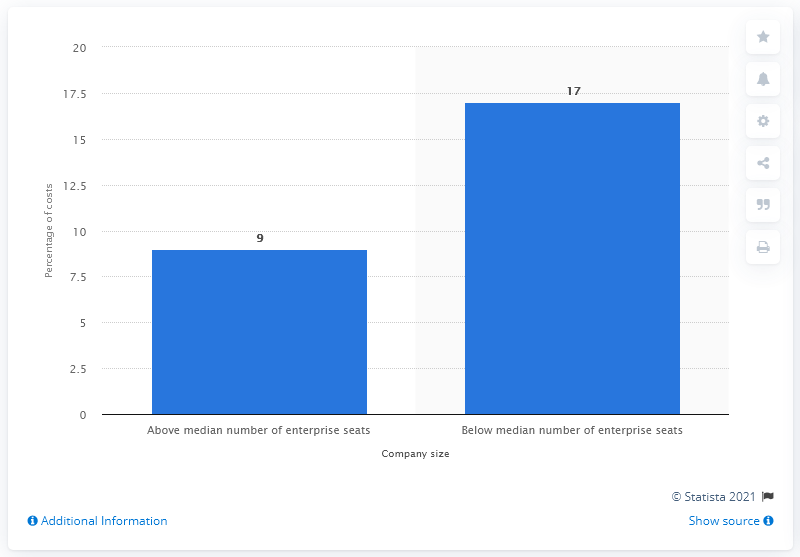 20
17.5
15
12.5
10
7.5
5
2.5
0
Percentage of costs
9
17
Above median number of enterprise seats
Below median number of enterprise seats
Company size
© Statista 2021
Additional Information
Show source